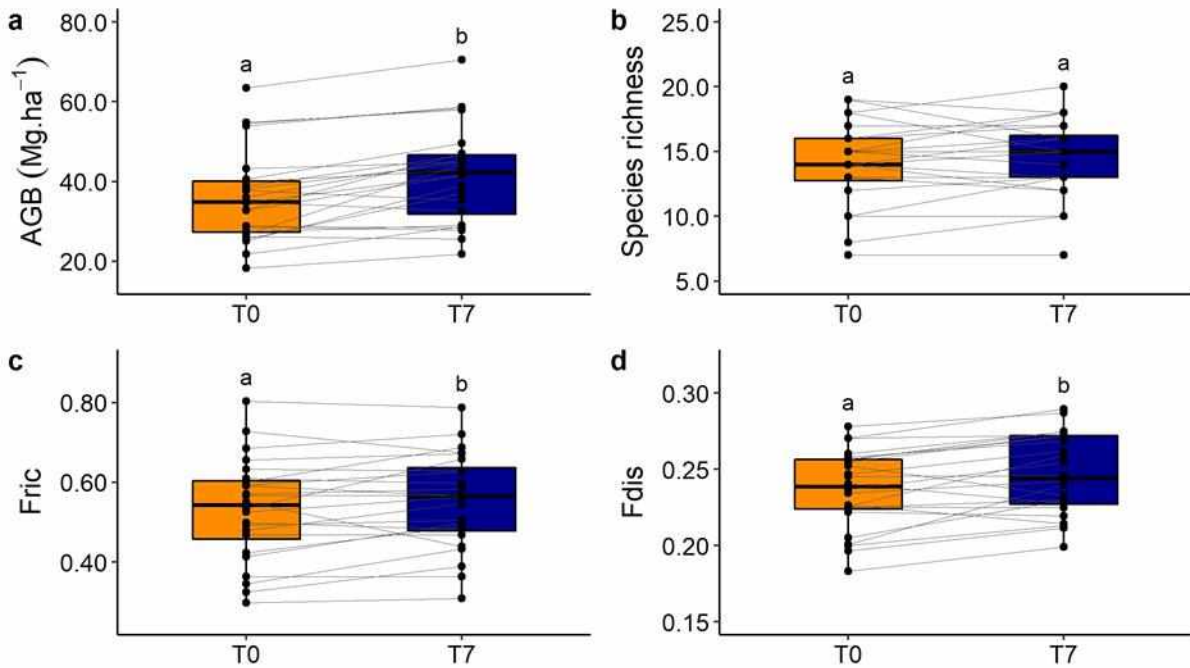 a
AGB (Mg.ha⁻¹)
80.0
60.0
40.0
20.0
a
b
T0
T7
b
Species richness
25.0
20.0
15.0
10.0
5.0
a
a
T0
T7
c
Fric
0.80
0.60
0.40
a
b
T0
T7
d
Fdis
0.30
0.25
0.20
0.15
a
b
T0
T7